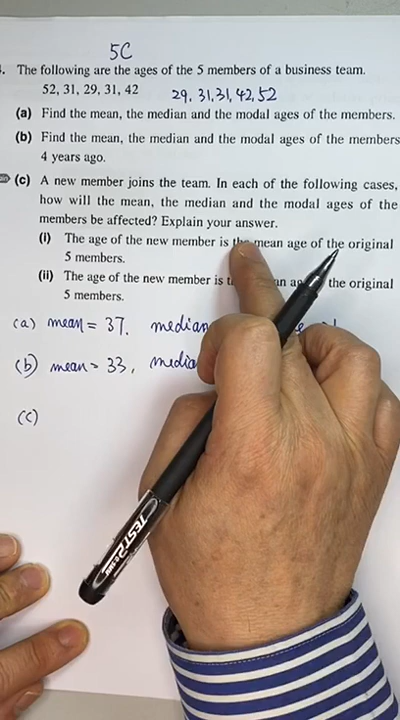 5C
. The following are the ages of the 5 members of a business team.
52, 31, 29, 31, 42 29, 31, 31, 42, 52
(a) Find the mean, the median and the modal ages of the members.
(b) Find the mean, the median and the modal ages of the members
4 years ago.
(c) A new member joins the team. In each of the following cases,
how will the mean, the median and the modal ages of the
members be affected? Explain your answer.
(i) The age of the new member is the mean age of the original
5 members.
(ii) The age of the new member is the original
5 members.
(a) mean = 37, median
(b) mean = 33, media
(c)
TEST